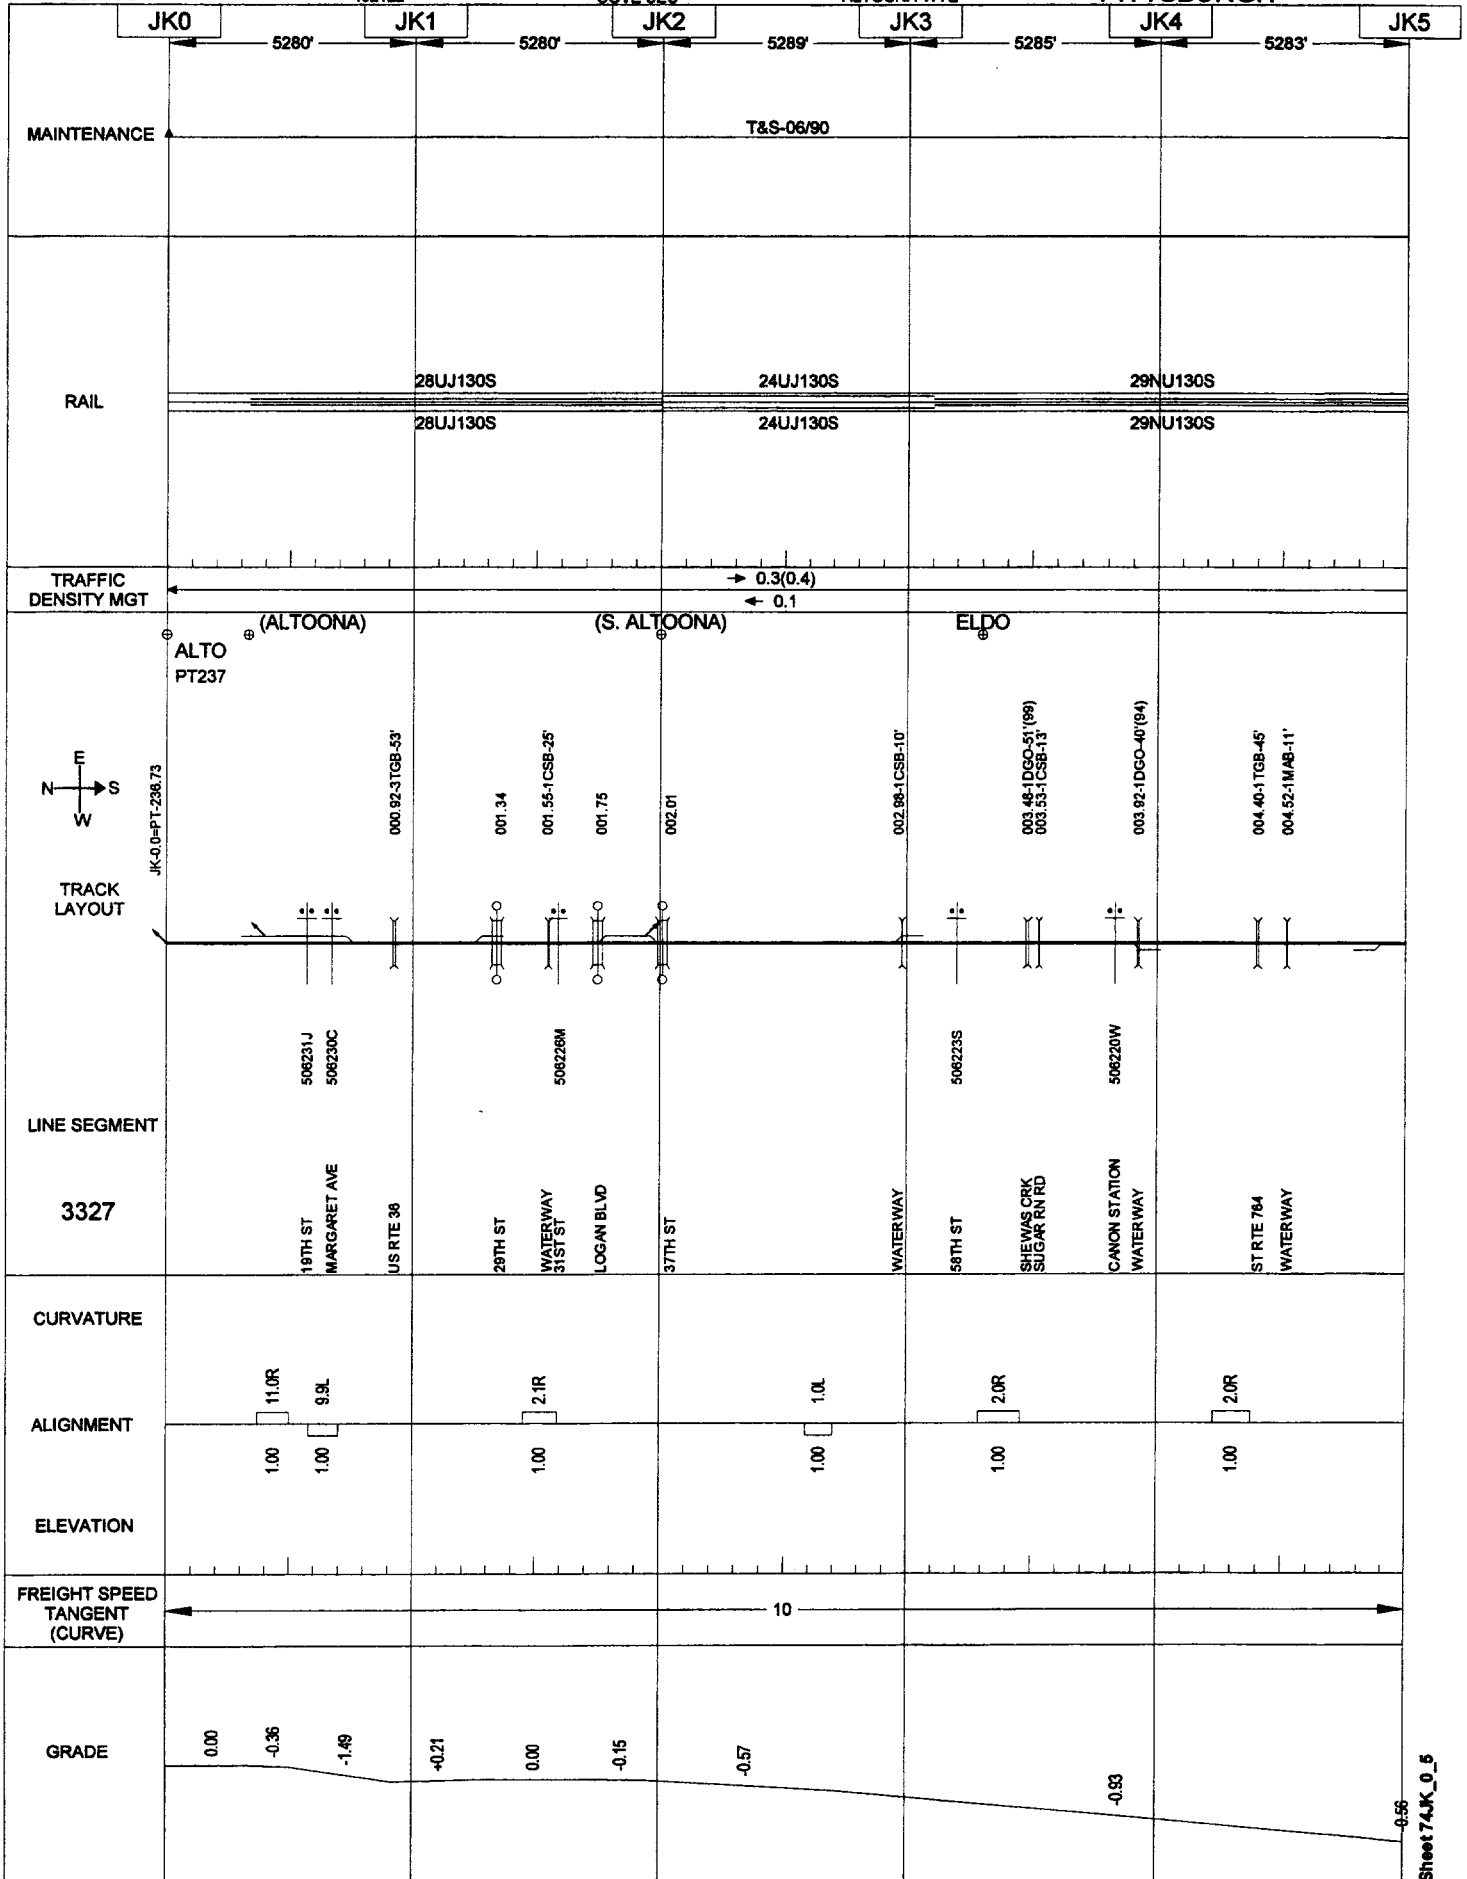 JK0 JK1 JK2 JK3 JK4 JK5
5280' 5280' 5289' 5285' 5283'
MAINTENANCE
T&S-06/90
RAIL
28UJ130S 24UJ130S 29NU130S
28UJ130S 24UJ130S 29NU130S
TRAFFIC
DENSITY MGT
→ 0.3(0.4)
← 0.1
(ALTOONA) (S. ALTOONA) ELDO
ALTO
PT237
E
N S
W
JK-0.0=PT-236.73
000.92-3TGB-53'
001.34
001.55-1CSB-25'
001.75
002.01
002.98-1CSB-10'
003.48-1DGO-51'(99)
003.53-1CSB-13'
003.92-1DGO-40'(94)
004.40-1TGB-45'
004.52-1MAB-11'
TRACK
LAYOUT
506231J
506230C
506226M
506223S
506220W
LINE SEGMENT
3327
19TH ST
MARGARET AVE
US RTE 36
29TH ST
WATERWAY
31ST ST
LOGAN BLVD
37TH ST
WATERWAY
58TH ST
SHEWAS CRK
SUGAR RN RD
CANON STATION
WATERWAY
ST RTE 764
WATERWAY
CURVATURE
11.0R 9.9L 2.1R 1.0L 2.0R 2.0R
ALIGNMENT
1.00 1.00 1.00 1.00 1.00 1.00
ELEVATION
FREIGHT SPEED
TANGENT
(CURVE)
10
GRADE
0.00 -0.36 -1.49 +0.21 0.00 -0.15 -0.57 -0.93 -0.56
Sheet 74JK_0_5